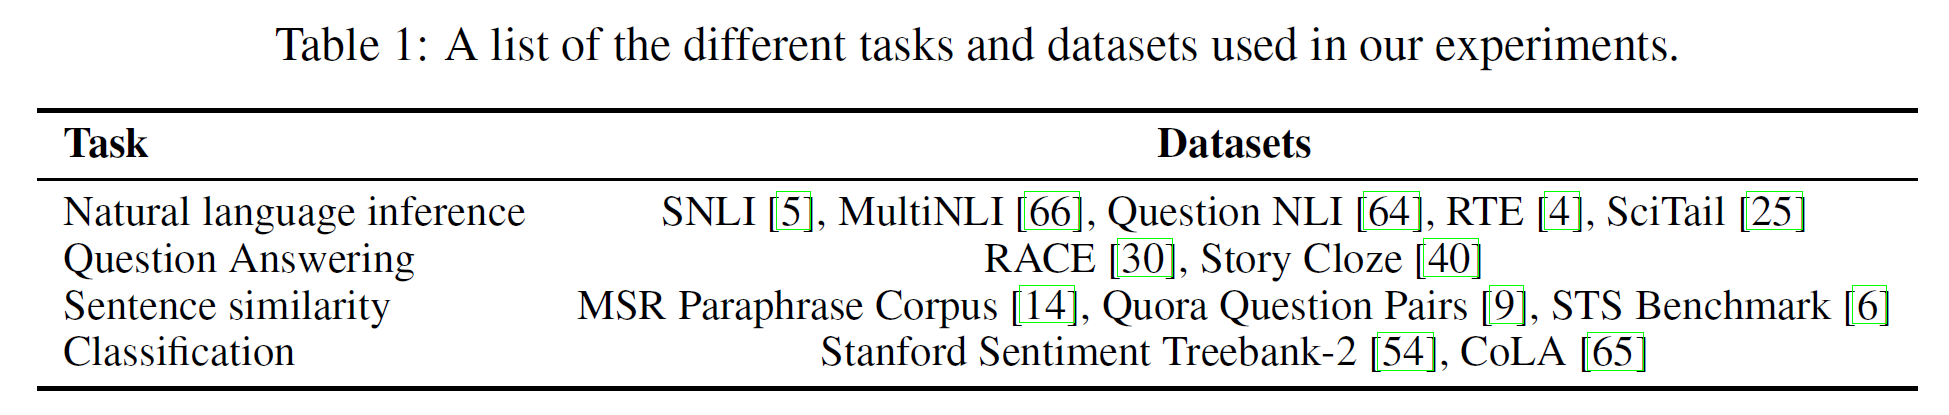 Table 1: A list of the different tasks and datasets used in our experiments.
Task Datasets
Natural language inference SNLI [5], MultiNLI [66], Question NLI [64], RTE [4], SciTail [25]
Question Answering RACE [30], Story Cloze [40]
Sentence similarity MSR Paraphrase Corpus [14], Quora Question Pairs [9], STS Benchmark [6]
Classification Stanford Sentiment Treebank-2 [54], CoLA [65]